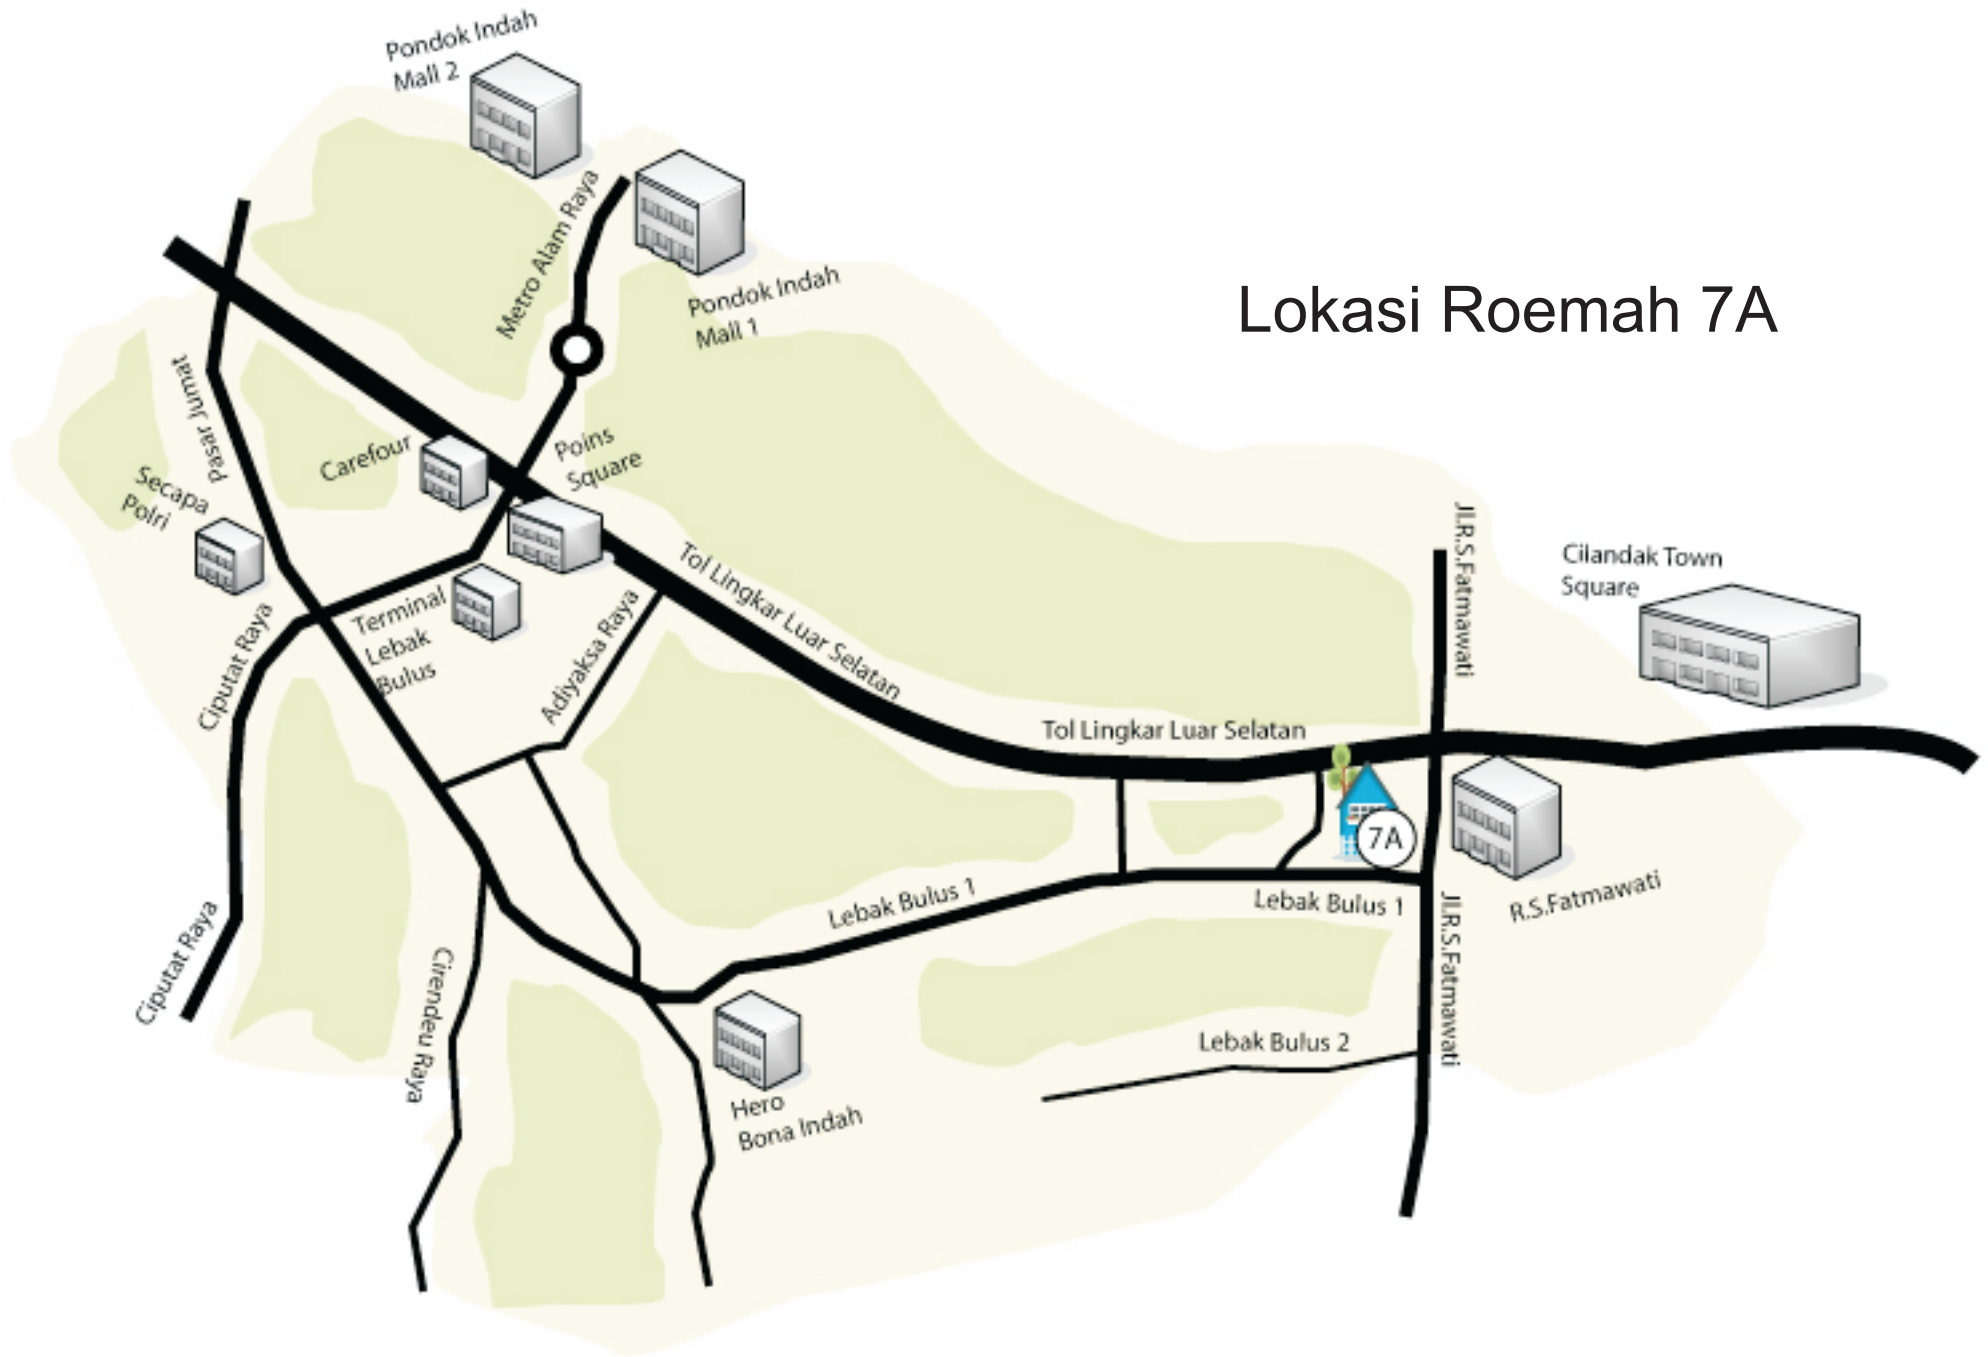 Pondok Indah
Mall 2
Metro Alam Raya
Pondok Indah
Mall 1
Lokasi Roemah 7A
Pasar Jumat
Carefour
Poins
Square
Secapa
Polri
Terminal
Lebak
Bulus
Ciputat Raya
Adiyaksa Raya
Tol Lingkar Luar Selatan
Jl.R.S.Fatmawati
Cilandak Town
Square
Tol Lingkar Luar Selatan
7A
Lebak Bulus 1
Lebak Bulus 1
R.S.Fatmawati
Jl.R.S.Fatmawati
Ciputat Raya
Cirendeu Raya
Lebak Bulus 2
Hero
Bona Indah